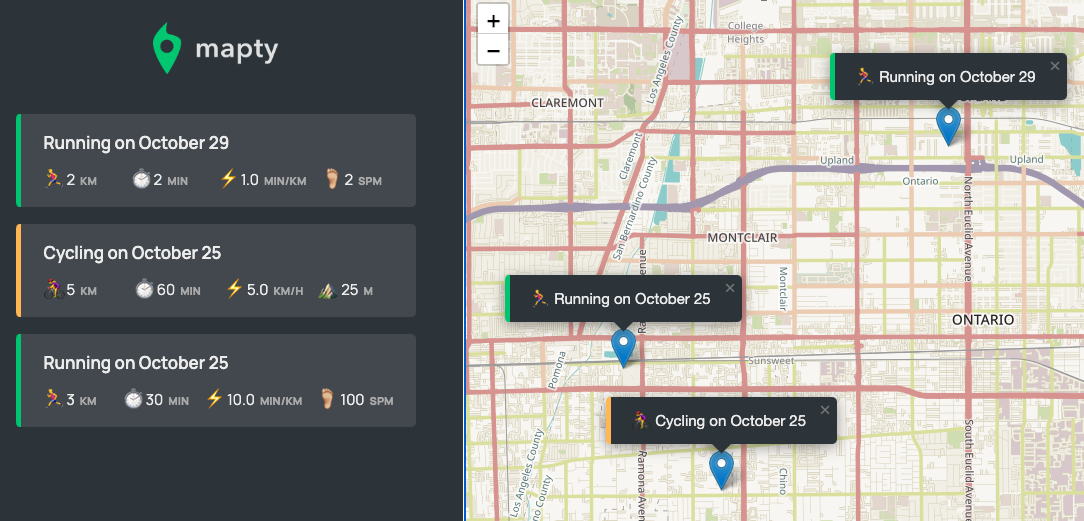 mapty
Running on October 29
2 KM
2 MIN
1.0 MIN/KM
2 SPM
Cycling on October 25
5 KM
60 MIN
5.0 KM/H
25 M
Running on October 25
3 KM
30 MIN
10.0 MIN/KM
100 SPM
+
−
College
Heights
Los Angeles County
CLAREMONT
Running on October 29
×
Claremont
San Bernardino County
Upland
Upland
Ontario
North Euclid Avenue
MONTCLAIR
Montclair
Running on October 25
×
ONTARIO
Pomona
Sunsweet
Cycling on October 25
×
Los Angeles County
Chino
South Euclid Avenue